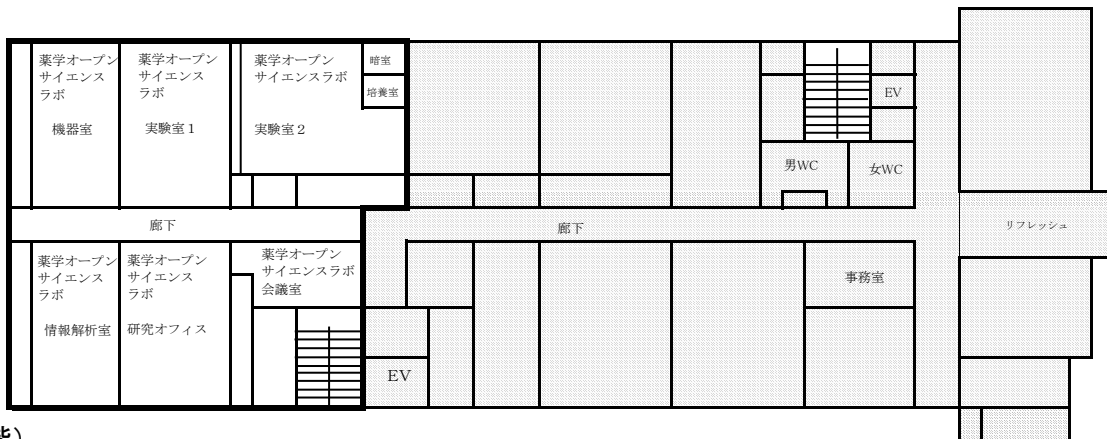 薬学オープン
サイエンス
ラボ
機器室
薬学オープン
サイエンス
ラボ
実験室１
薬学オープン
サイエンスラボ
実験室２
暗室
培養室
EV
男WC
女WC
廊下
廊下
リフレッシュ
薬学オープン
サイエンス
ラボ
情報解析室
薬学オープン
サイエンス
ラボ
研究オフィス
薬学オープン
サイエンスラボ
会議室
事務室
EV